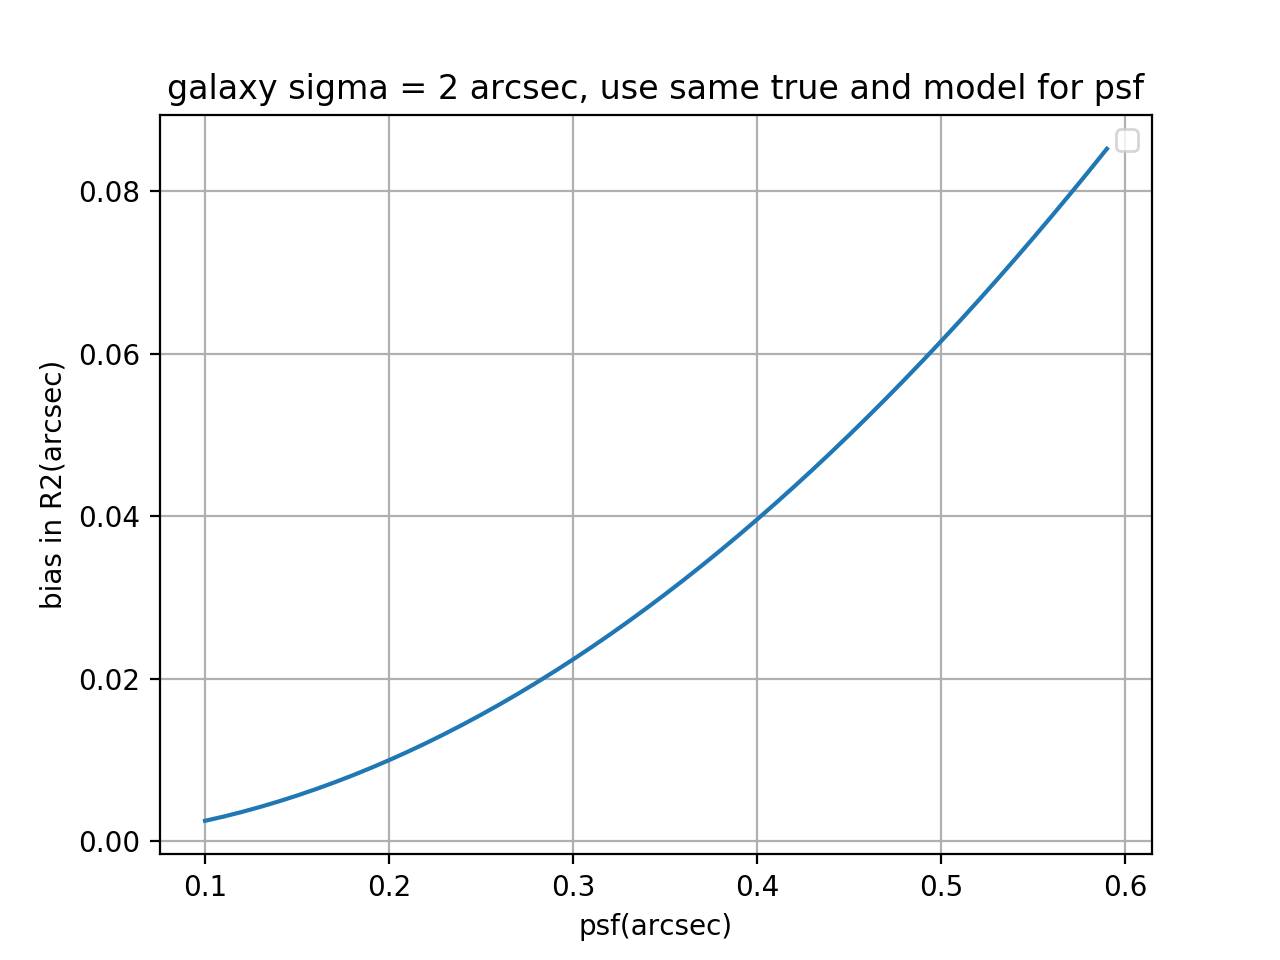 galaxy sigma = 2 arcsec, use same true and model for psf
0.08
0.06
0.04
0.02
0.00
bias in R2(arcsec)
0.1 0.2 0.3 0.4 0.5 0.6
psf(arcsec)